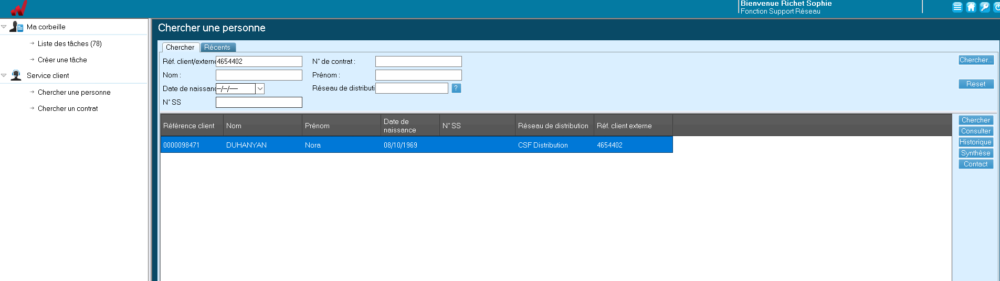 Bienvenue Richet Sophie
Fonction Support Réseau
Ma corbeille
Liste des tâches (78)
Créer une tâche
Service client
Chercher une personne
Chercher un contrat
Chercher une personne
Chercher Récents
Réf. client/externe 4654402 N° de contrat : Chercher...
Nom : Prénom :
Date de naissanc --/--/---- Réseau de distributi ? Reset
N° SS
Référence client Nom Prénom Date de naissance N° SS Réseau de distribution Réf. client externe
0000098471 DUHANYAN Nora 08/10/1969 CSF Distribution 4654402
Chercher
Consulter
Historique
Synthèse
Contact